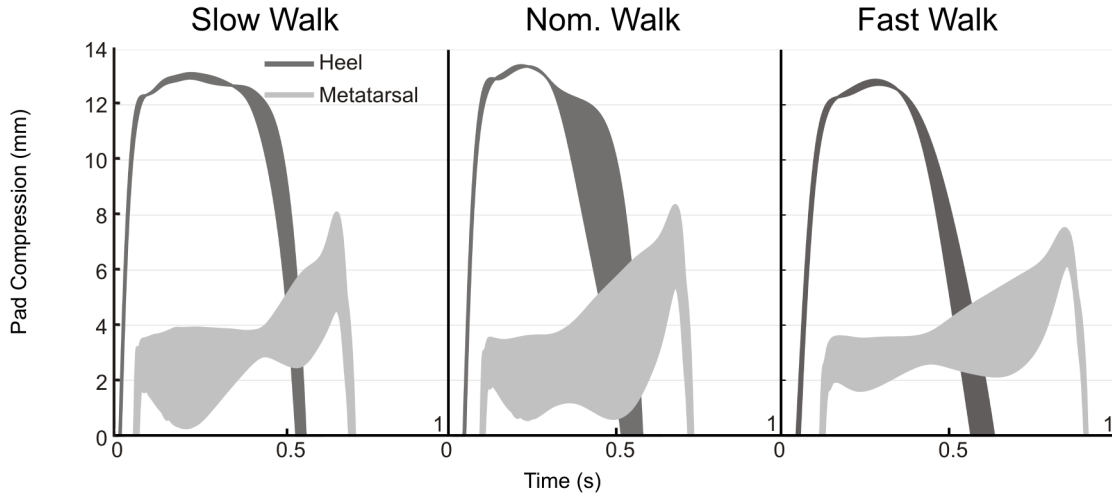 Slow Walk Nom. Walk Fast Walk
Heel
Metatarsal
Pad Compression (mm)
14
12
10
8
6
4
2
0
1 1 1
0 0.5 0 0.5 0 0.5
Time (s)